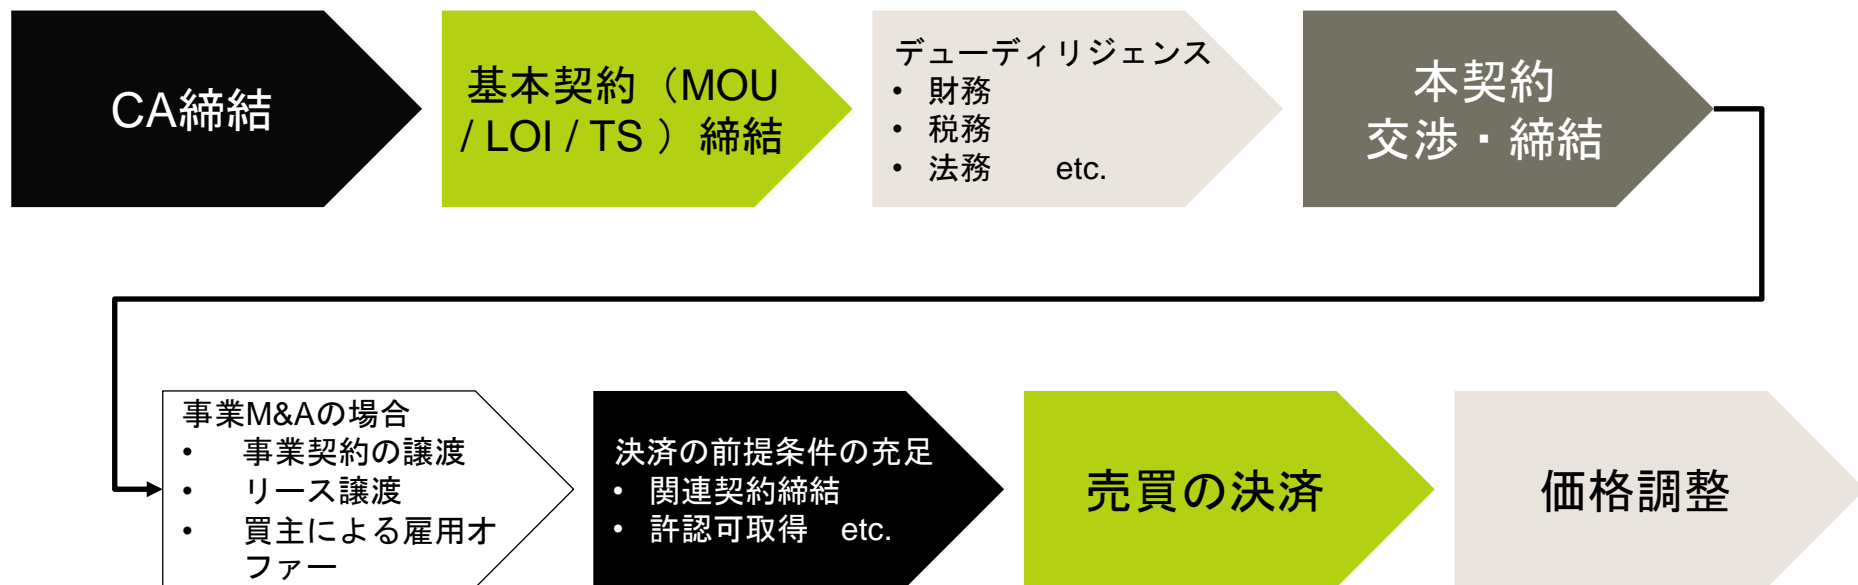 CA締結
基本契約（MOU
/ LOI / TS ）締結
デューディリジェンス
• 財務
• 税務
• 法務　　etc.
本契約
交渉・締結
事業M&Aの場合
• 事業契約の譲渡
• リース譲渡
• 買主による雇用オ
ファー
決済の前提条件の充足
• 関連契約締結
• 許認可取得　etc.
売買の決済
価格調整